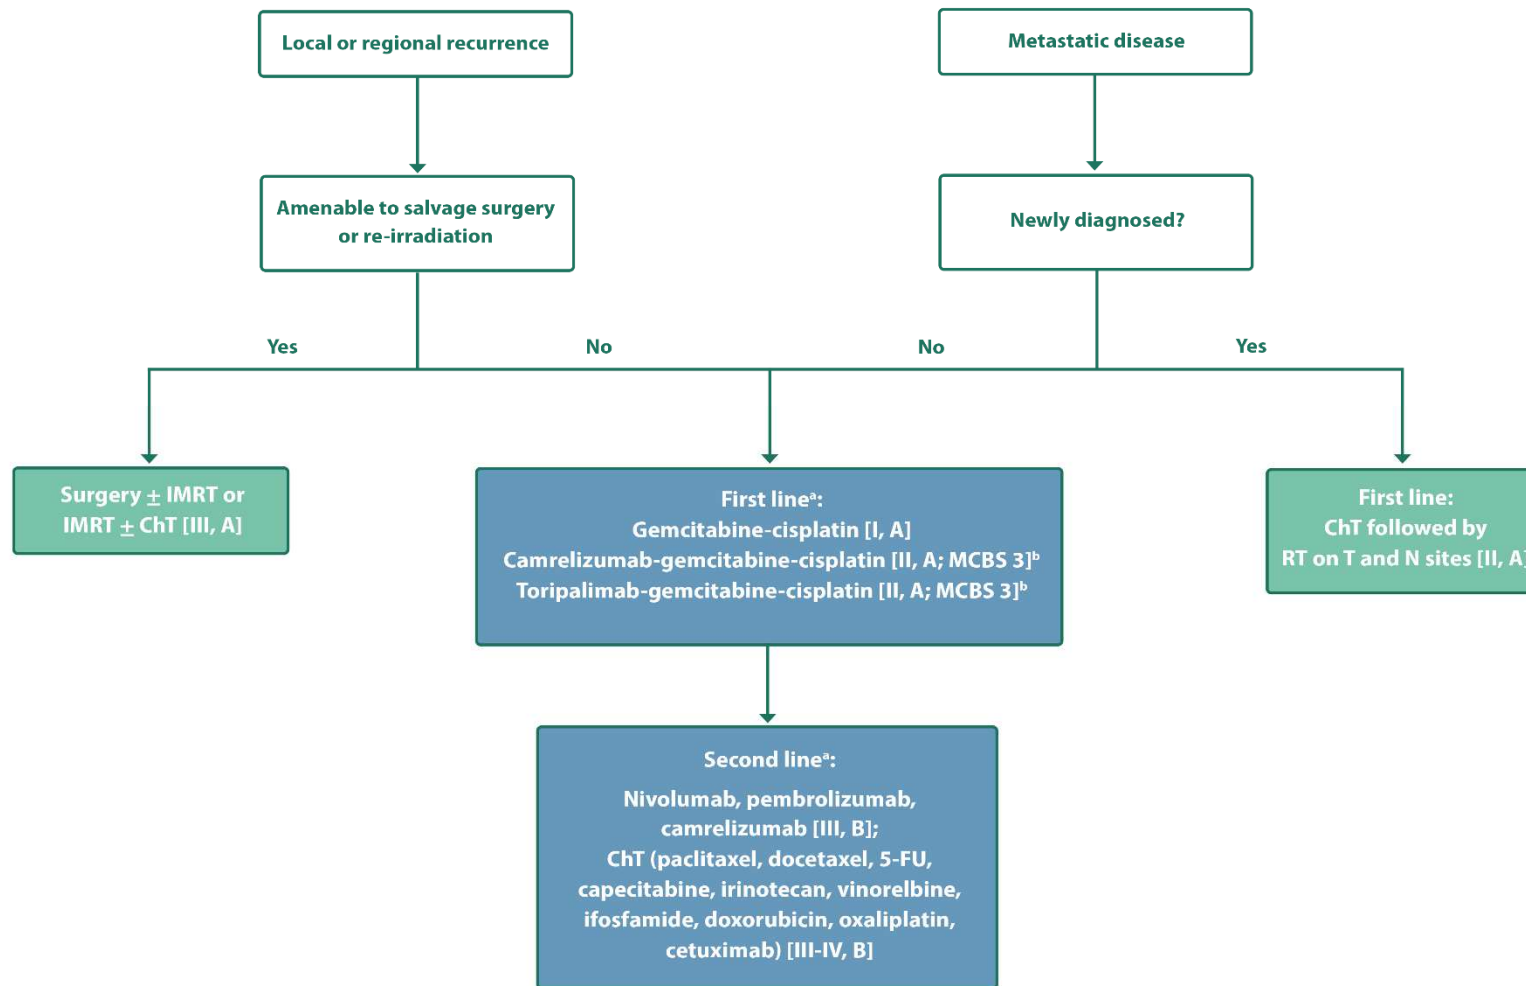 Local or regional recurrence
Metastatic disease
Amenable to salvage surgery
or re-irradiation
Newly diagnosed?
Yes
No
No
Yes
Surgery ± IMRT or
IMRT ± ChT [III, A]
First lineᵃ:
Gemcitabine-cisplatin [I, A]
Camrelizumab-gemcitabine-cisplatin [II, A; MCBS 3]ᵇ
Toripalimab-gemcitabine-cisplatin [II, A; MCBS 3]ᵇ
First line:
ChT followed by
RT on T and N sites [II, A]
Second lineᵃ:
Nivolumab, pembrolizumab,
camrelizumab [III, B];
ChT (paclitaxel, docetaxel, 5-FU,
capecitabine, irinotecan, vinorelbine,
ifosfamide, doxorubicin, oxaliplatin,
cetuximab) [III-IV, B]